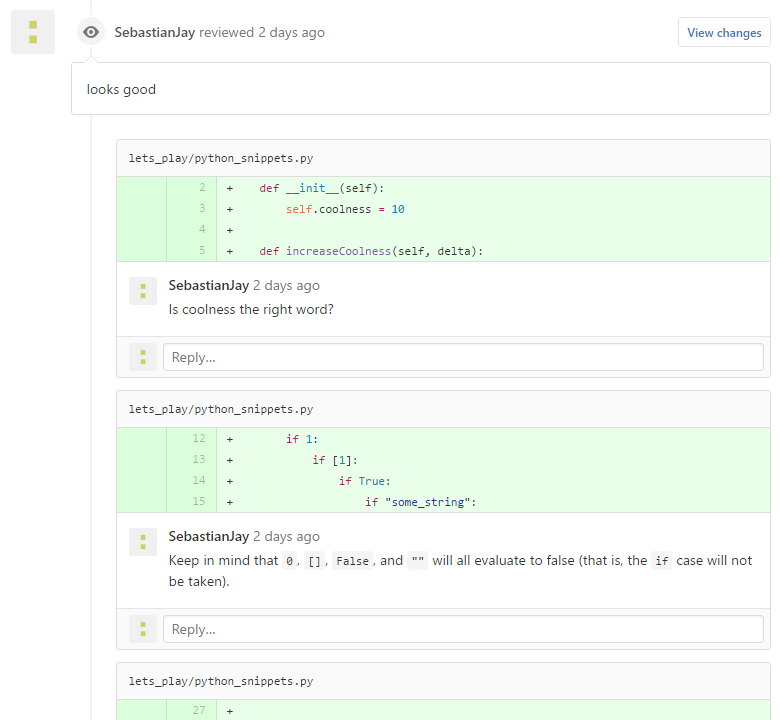 SebastianJay reviewed 2 days ago
View changes
looks good
lets_play/python_snippets.py
2 + def __init__(self):
3 + self.coolness = 10
4 +
5 + def increaseCoolness(self, delta):
SebastianJay 2 days ago
Is coolness the right word?
Reply...
lets_play/python_snippets.py
12 + if 1:
13 + if [1]:
14 + if True:
15 + if "some_string":
SebastianJay 2 days ago
Keep in mind that 0, [], False, and "" will all evaluate to false (that is, the if case will not
be taken).
Reply...
lets_play/python_snippets.py
27 +